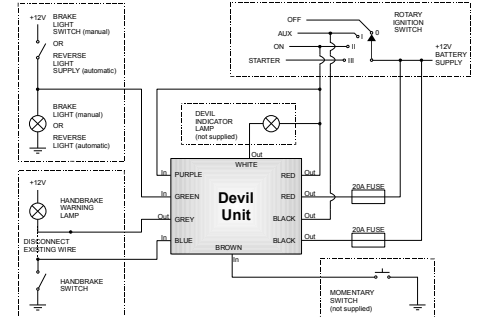 +12V
BRAKE
LIGHT
SWITCH (manual)
OR
REVERSE
LIGHT
SUPPLY (automatic)
BRAKE
LIGHT (manual)
OR
REVERSE
LIGHT (automatic)
OFF
AUX
ON
STARTER
I
0
II
III
ROTARY
IGNITION
SWITCH
+12V
BATTERY
SUPPLY
DEVIL
INDICATOR
LAMP
(not supplied)
Out
WHITE
In
PURPLE
RED
Out
In
GREEN
RED
Out
20A FUSE
Out
GREY
BLACK
Out
In
BLUE
BLACK
Out
20A FUSE
Devil
Unit
BROWN
In
+12V
HANDBRAKE
WARNING
LAMP
DISCONNECT
EXISTING WIRE
HANDBRAKE
SWITCH
MOMENTARY
SWITCH
(not supplied)